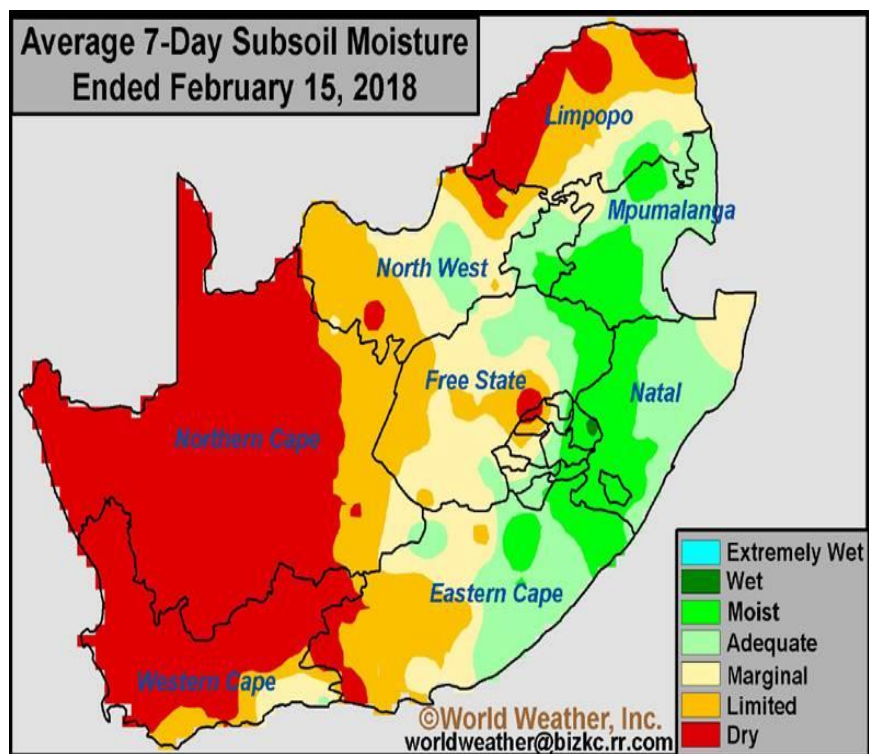 Average 7-Day Subsoil Moisture
Ended February 15, 2018
Limpopo
Mpumalanga
North West
Free State
Natal
Northern Cape
Eastern Cape
Western Cape
Extremely Wet
Wet
Moist
Adequate
Marginal
Limited
Dry
©World Weather, Inc.
worldweather@bizkc.rr.com